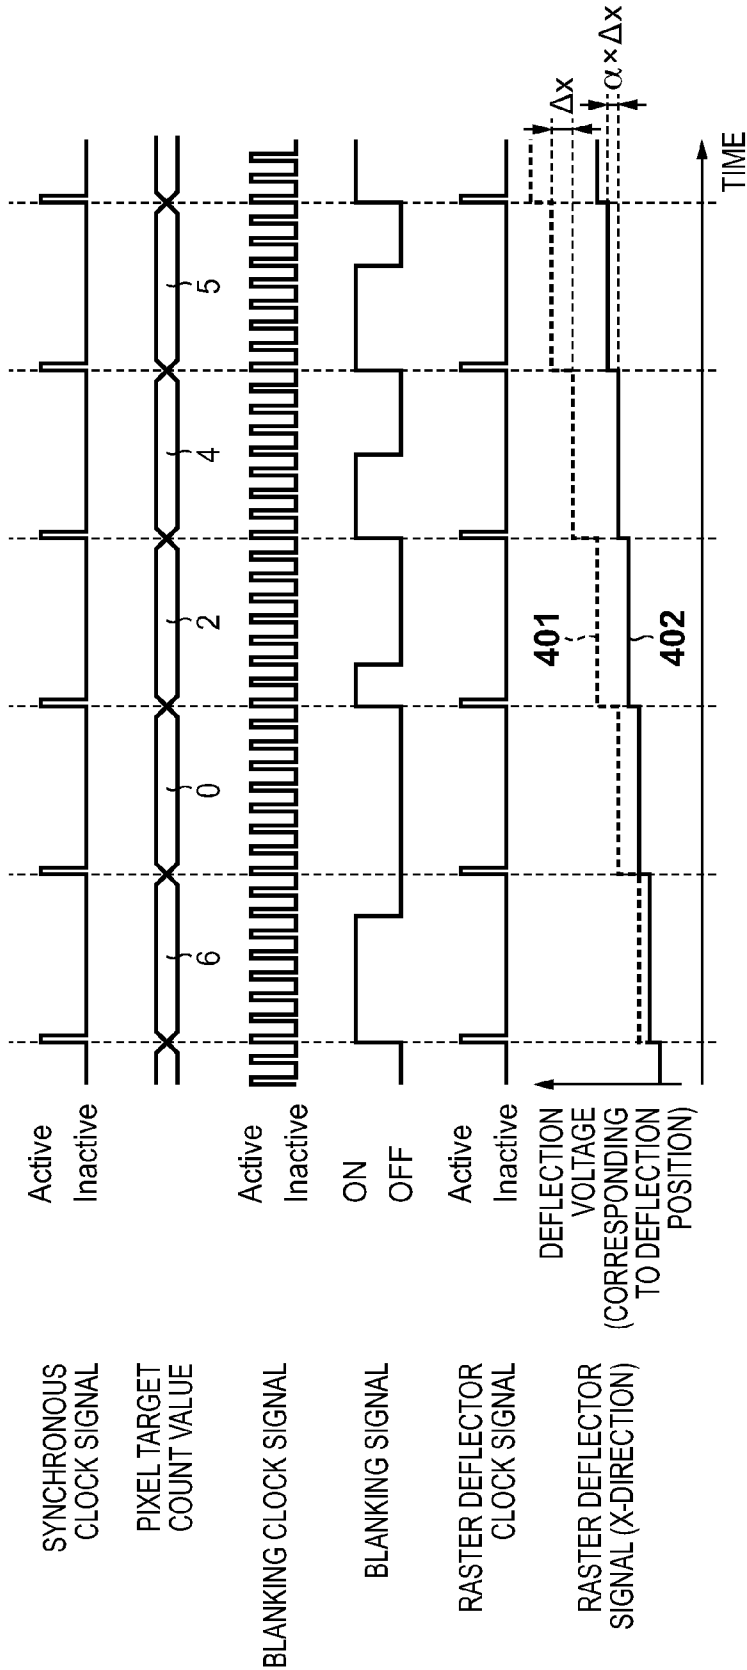 SYNCHRONOUS
CLOCK SIGNAL
Active
Inactive
PIXEL TARGET
COUNT VALUE
6
0
2
4
5
BLANKING CLOCK SIGNAL
Active
Inactive
BLANKING SIGNAL
ON
OFF
RASTER DEFLECTOR
CLOCK SIGNAL
Active
Inactive
RASTER DEFLECTOR
SIGNAL (X-DIRECTION)
DEFLECTION
VOLTAGE
(CORRESPONDING
TO DEFLECTION
POSITION)
401
402
Δx
α×Δx
TIME